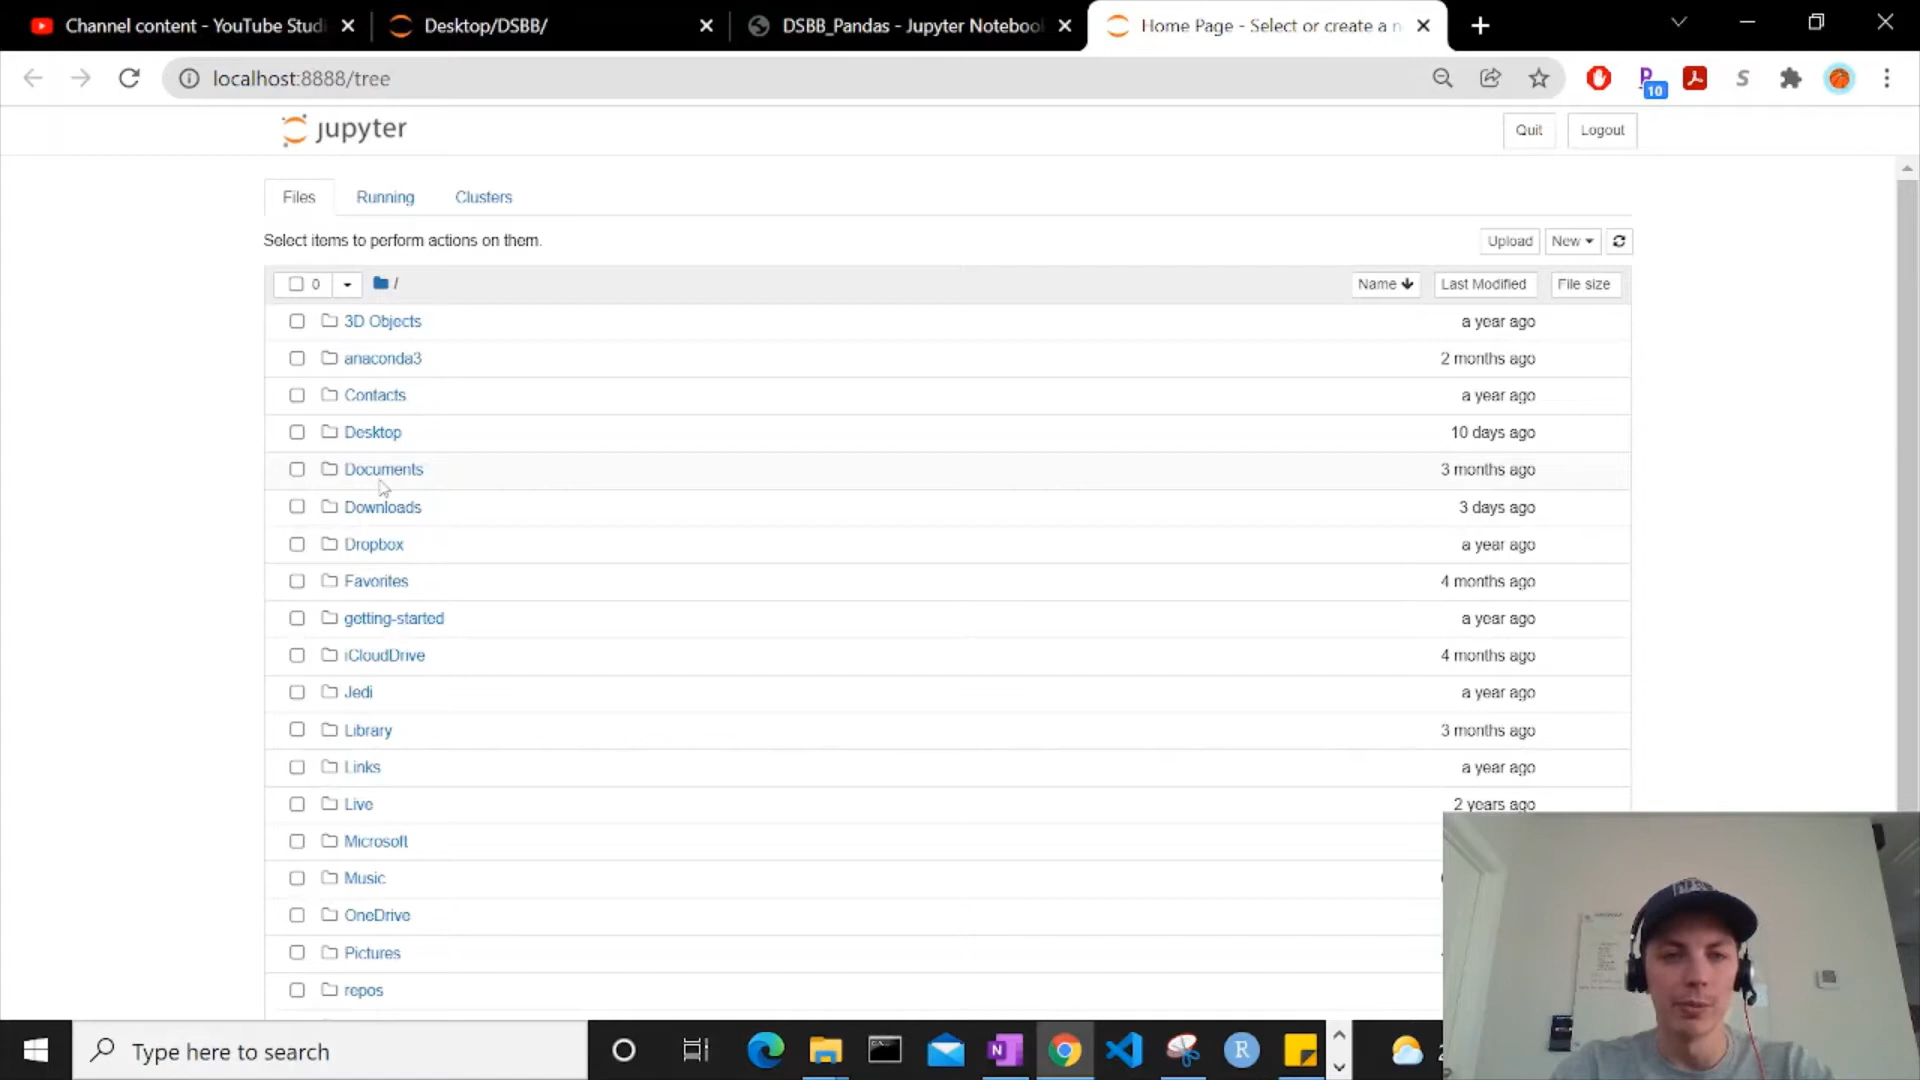 Channel content - YouTube Studi
Desktop/DSBB/
DSBB_Pandas - Jupyter Notebook
Home Page - Select or create a n
localhost:8888/tree
10
jupyter
Quit
Logout
Files
Running
Clusters
Select items to perform actions on them.
Upload
New
0
/
Name
Last Modified
File size
3D Objects
a year ago
anaconda3
2 months ago
Contacts
a year ago
Desktop
10 days ago
Documents
3 months ago
Downloads
3 days ago
Dropbox
a year ago
Favorites
4 months ago
getting-started
a year ago
iCloudDrive
4 months ago
Jedi
a year ago
Library
3 months ago
Links
a year ago
Live
2 years ago
Microsoft
Music
OneDrive
Pictures
repos
Type here to search